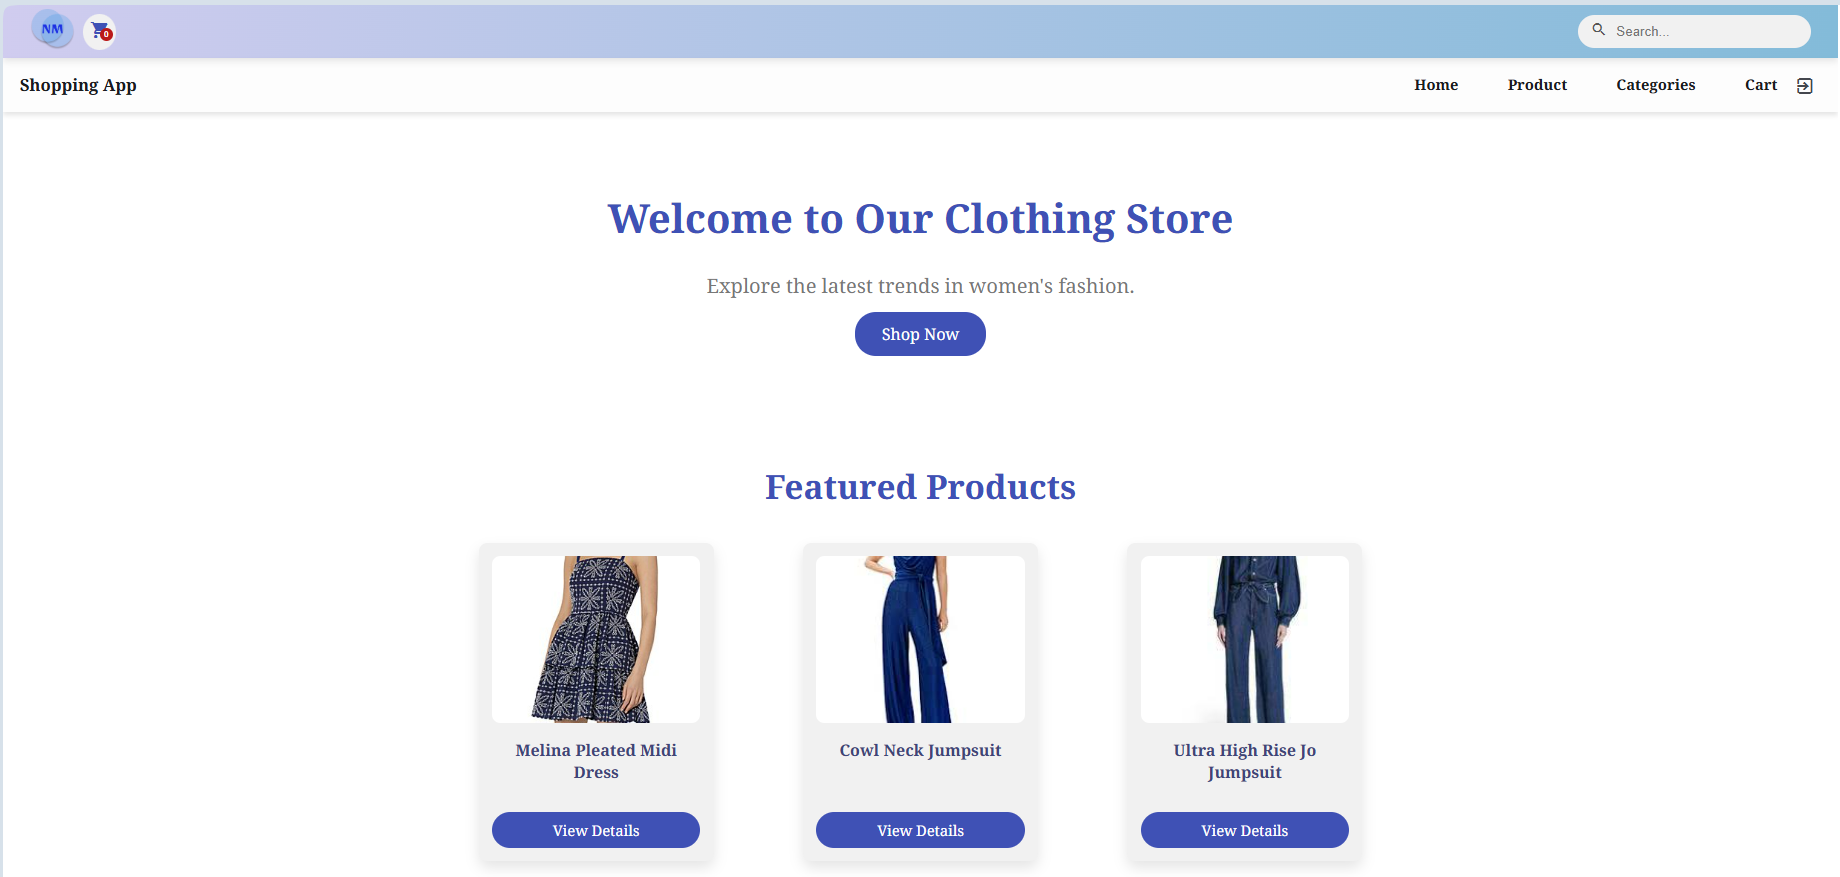 NM
0
Search...
Shopping App
Home Product Categories Cart
Welcome to Our Clothing Store
Explore the latest trends in women's fashion.
Shop Now
Featured Products
Melina Pleated Midi
Dress
View Details
Cowl Neck Jumpsuit
View Details
Ultra High Rise Jo
Jumpsuit
View Details